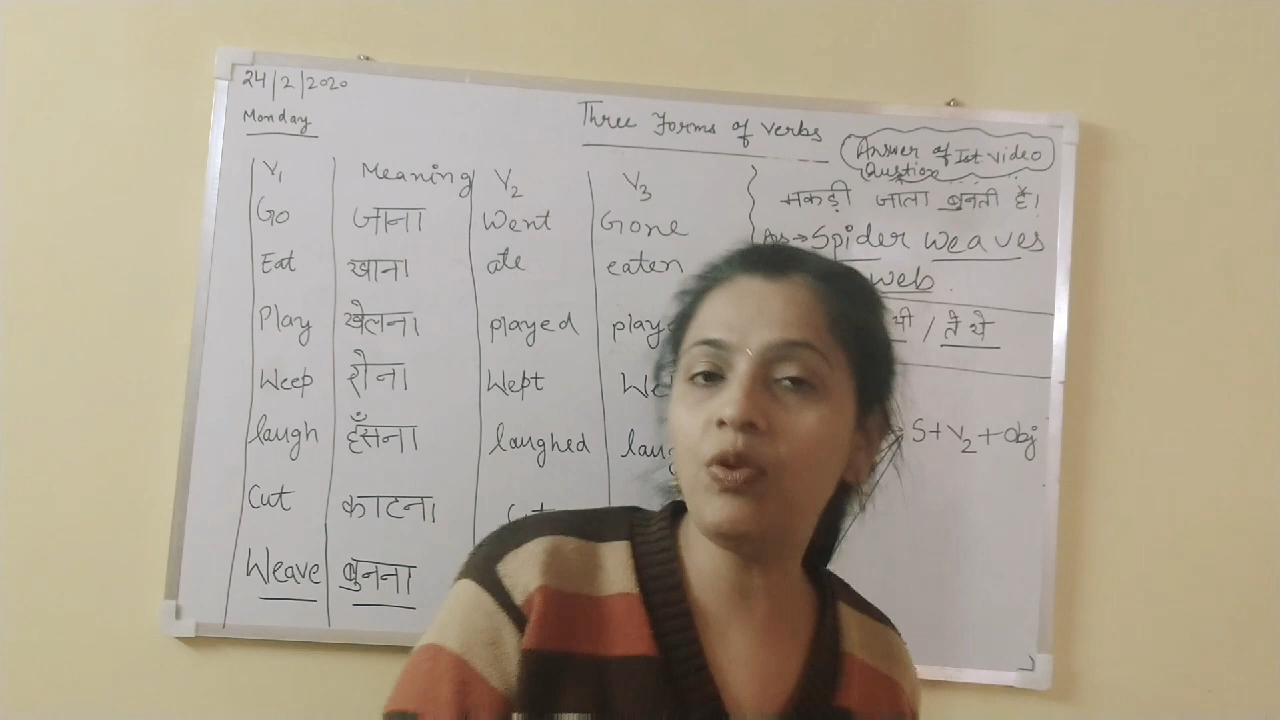 24/2/2020
Monday
Three Forms of Verbs
Answer of Ist video
Qustion
V1 Meaning V2 V3
Go जाना Went Gone
Eat खाना ate eaten
Play खेलना played
Weep रोना Wept
laugh हँसना laughed
Cut काटना
Weave बुनना
मकड़ी जाला बुनती है।
Ans→ Spider weaves
web.
/ ते थे
S+V2+Obj